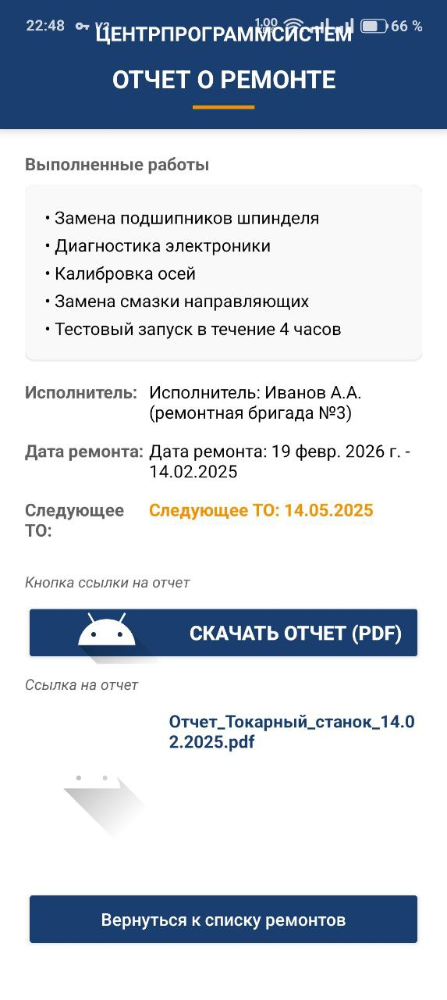 22:48
1.00
66 %
ЦЕНТРПРОГРАММСИСТЕМ
ОТЧЕТ О РЕМОНТЕ
Выполненные работы
• Замена подшипников шпинделя
• Диагностика электроники
• Калибровка осей
• Замена смазки направляющих
• Тестовый запуск в течение 4 часов
Исполнитель: Исполнитель: Иванов А.А.
(ремонтная бригада №3)
Дата ремонта: Дата ремонта: 19 февр. 2026 г. -
14.02.2025
Следующее Следующее ТО: 14.05.2025
ТО:
Кнопка ссылки на отчет
СКАЧАТЬ ОТЧЕТ (PDF)
Ссылка на отчет
Отчет_Токарный_станок_14.0
2.2025.pdf
Вернуться к списку ремонтов